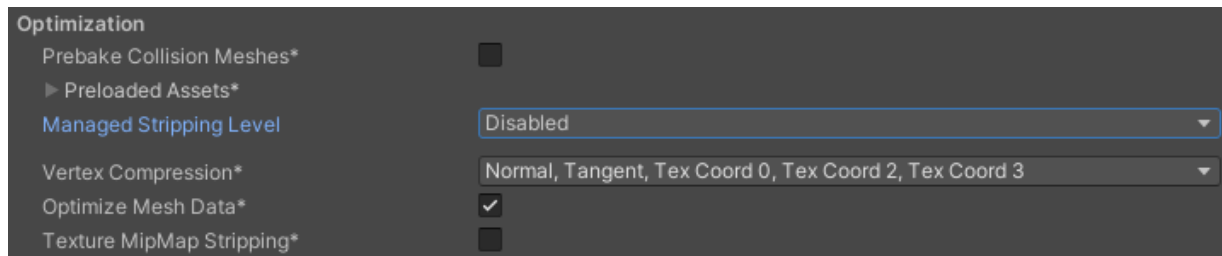 Optimization
Prebake Collision Meshes*
Preloaded Assets*
Managed Stripping Level Disabled
Vertex Compression* Normal, Tangent, Tex Coord 0, Tex Coord 2, Tex Coord 3
Optimize Mesh Data*
Texture MipMap Stripping*